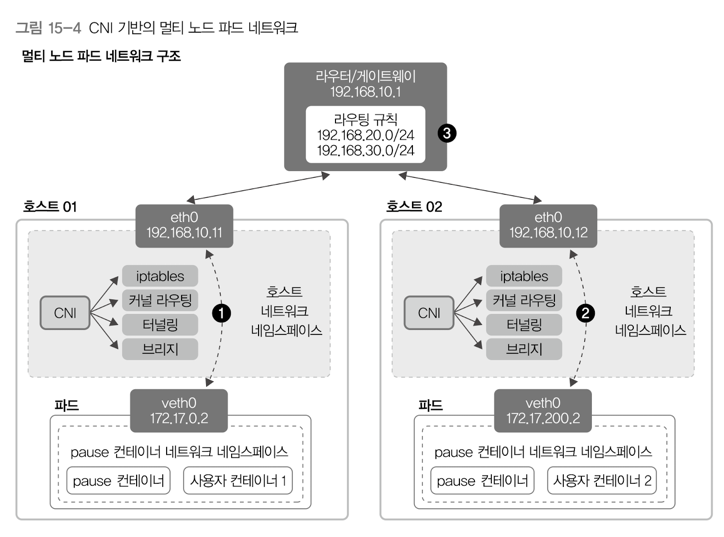 그림 15-4 CNI 기반의 멀티 노드 파드 네트워크
멀티 노드 파드 네트워크 구조
라우터/게이트웨이
192.168.10.1
라우팅 규칙
192.168.20.0/24
192.168.30.0/24
3
호스트 01
eth0
192.168.10.11
CNI
iptables
커널 라우팅
터널링
브리지
1
호스트
네트워크
네임스페이스
파드
veth0
172.17.0.2
pause 컨테이너 네트워크 네임스페이스
pause 컨테이너
사용자 컨테이너 1
호스트 02
eth0
192.168.10.12
CNI
iptables
커널 라우팅
터널링
브리지
2
호스트
네트워크
네임스페이스
파드
veth0
172.17.200.2
pause 컨테이너 네트워크 네임스페이스
pause 컨테이너
사용자 컨테이너 2